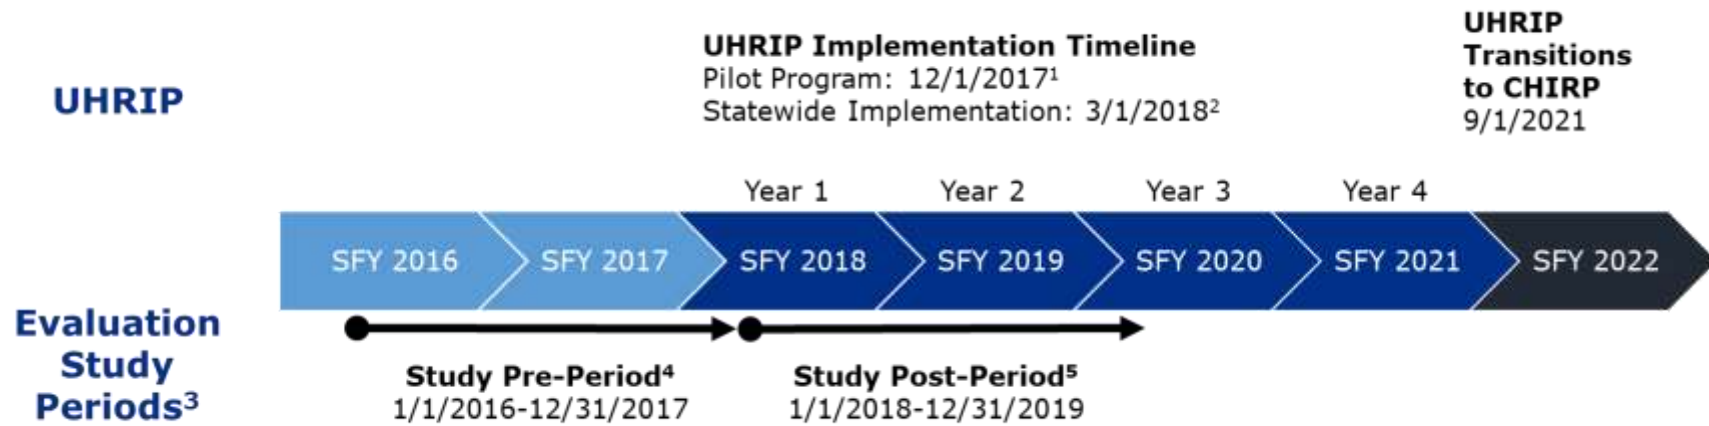 UHRIP
UHRIP Implementation Timeline
Pilot Program: 12/1/2017¹
Statewide Implementation: 3/1/2018²
UHRIP
Transitions
to CHIRP
9/1/2021
Year 1
Year 2
Year 3
Year 4
SFY 2016
SFY 2017
SFY 2018
SFY 2019
SFY 2020
SFY 2021
SFY 2022
Evaluation
Study
Periods³
Study Pre-Period⁴
1/1/2016-12/31/2017
Study Post-Period⁵
1/1/2018-12/31/2019